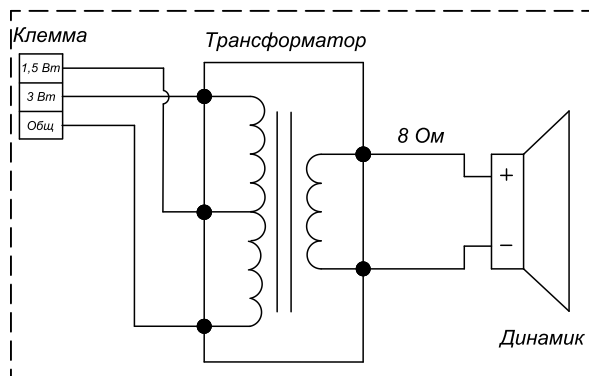 Клемма
Трансформатор
1,5 Вт
3 Вт
Общ
8 Ом
+
−
Динамик